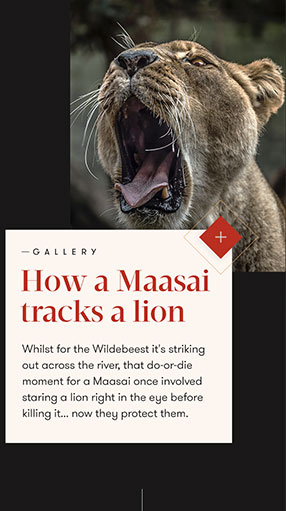 —GALLERY
How a Maasai
tracks a lion
Whilst for the Wildebeest it's striking
out across the river, that do-or-die
moment for a Maasai once involved
staring a lion right in the eye before
killing it... now they protect them.